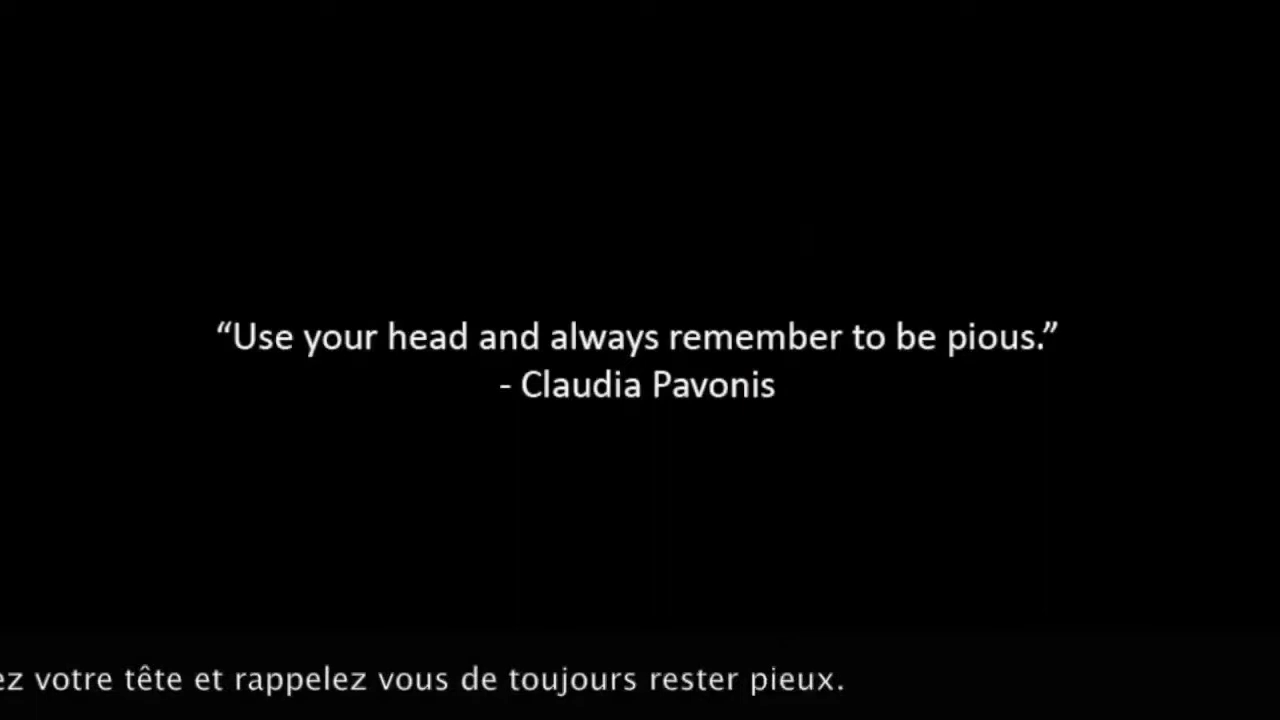 “Use your head and always remember to be pious.”
- Claudia Pavonis
ez votre tête et rappelez vous de toujours rester pieux.